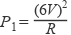 P₁ = (6V)² / R